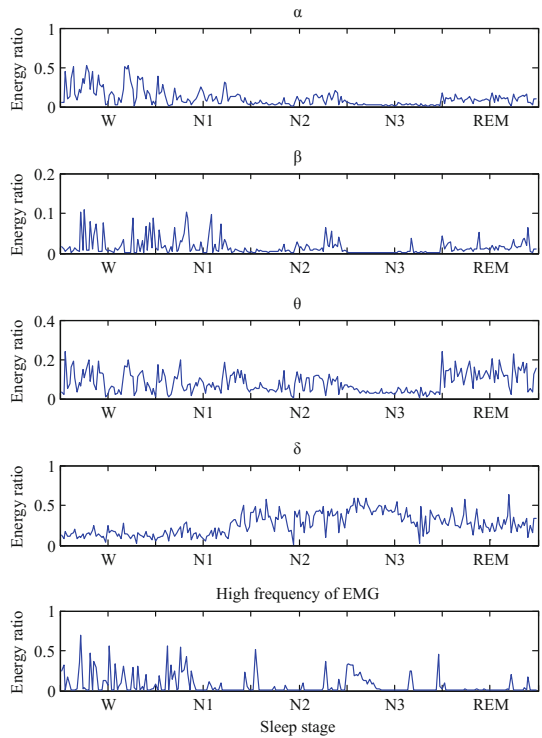 α
1
0.5
0
Energy ratio
W N1 N2 N3 REM
β
0.2
0.1
0
Energy ratio
W N1 N2 N3 REM
θ
0.4
0.2
0
Energy ratio
W N1 N2 N3 REM
δ
1
0.5
0
Energy ratio
W N1 N2 N3 REM
High frequency of EMG
1
0.5
0
Energy ratio
W N1 N2 N3 REM
Sleep stage